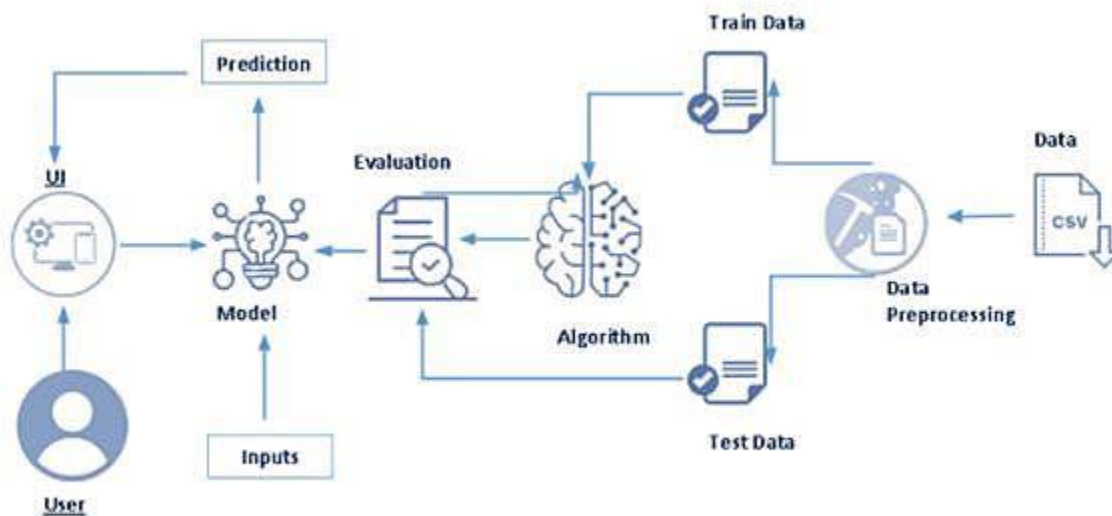 Train Data
Prediction
Evaluation
Data
UI
CSV
Data
Preprocessing
Model
Algorithm
Test Data
Inputs
User